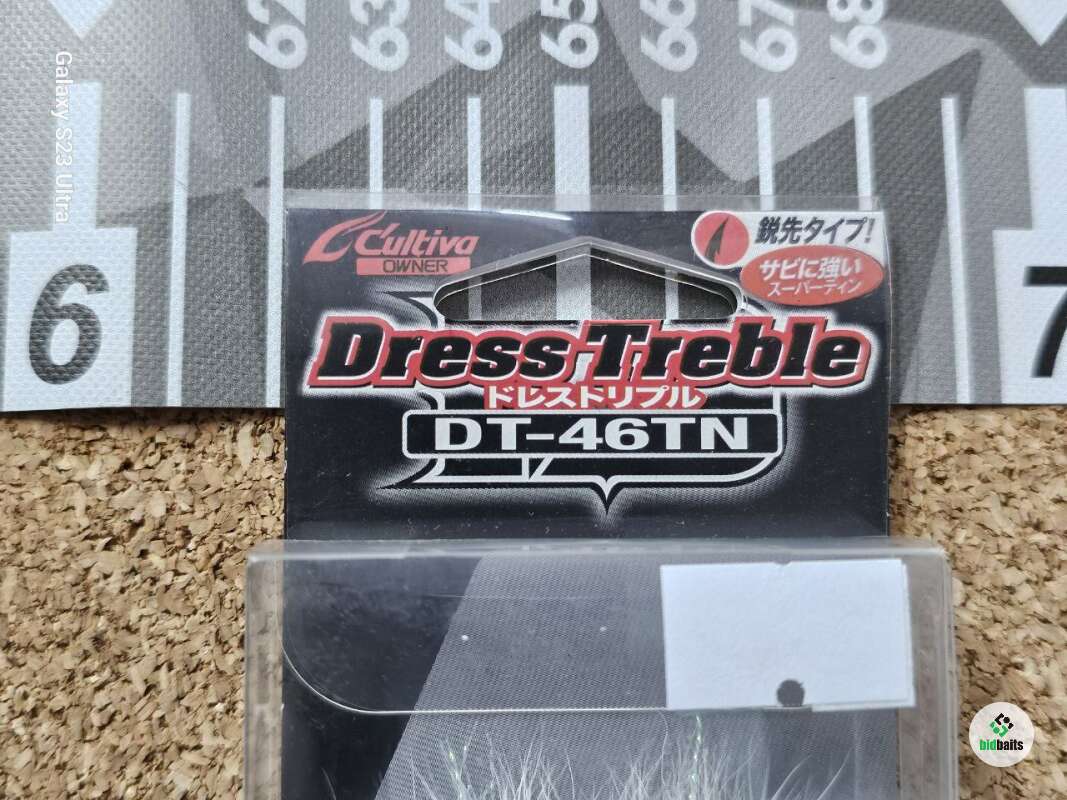 62 63 64 65 66 67 68
Galaxy S23 Ultra
6
7
C'ultiva
OWNER
鋭先タイプ!
サビに強い
スーパーティン
Dress Treble
ドレストリプル
DT-46TN
bidbaits